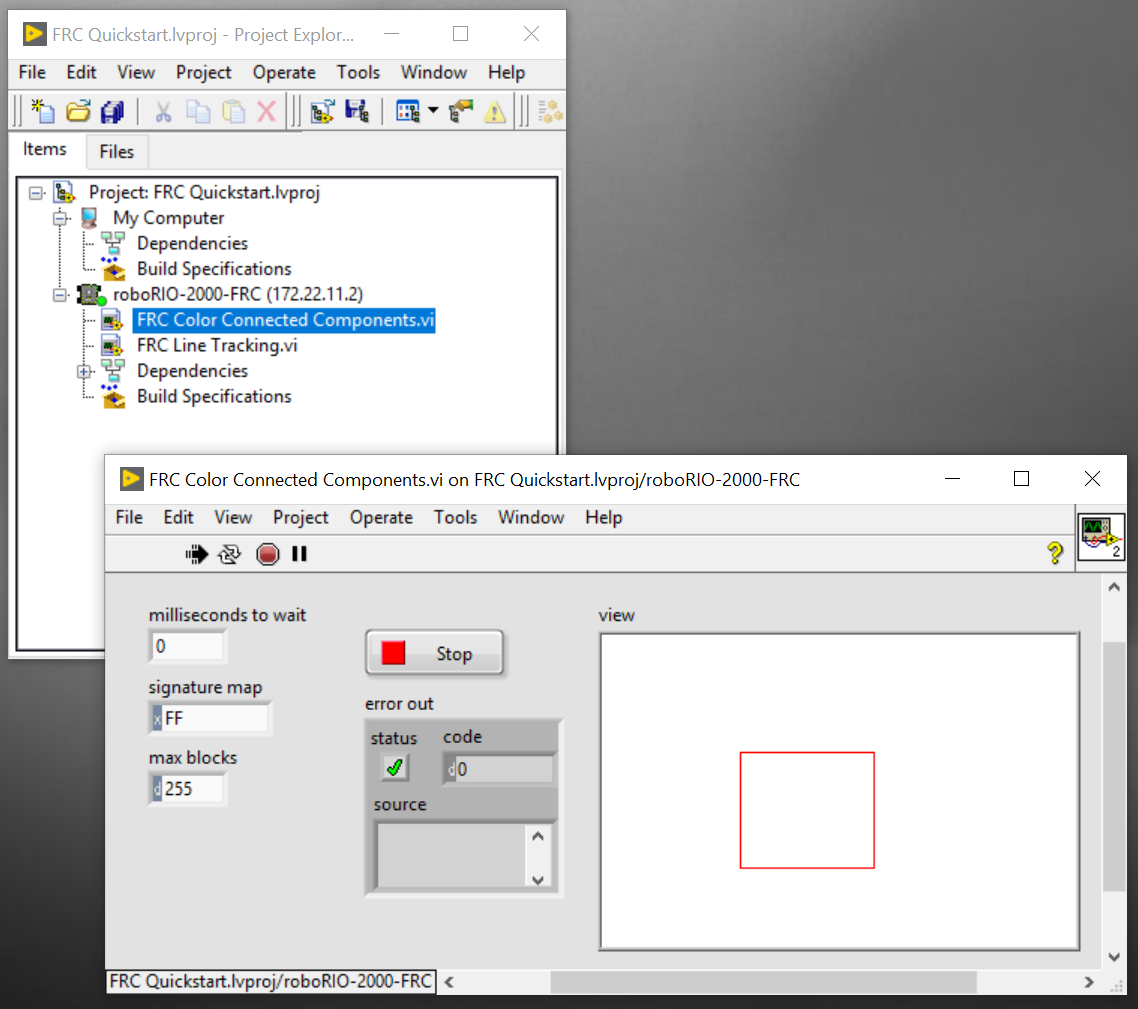 FRC Quickstart.lvproj - Project Explor...
File Edit View Project Operate Tools Window Help
Items Files
Project: FRC Quickstart.lvproj
My Computer
Dependencies
Build Specifications
roboRIO-2000-FRC (172.22.11.2)
FRC Color Connected Components.vi
FRC Line Tracking.vi
Dependencies
Build Specifications
FRC Color Connected Components.vi on FRC Quickstart.lvproj/roboRIO-2000-FRC
File Edit View Project Operate Tools Window Help
? 2
milliseconds to wait
0
signature map
x FF
max blocks
d 255
Stop
error out
status code
d 0
source
view
FRC Quickstart.lvproj/roboRIO-2000-FRC